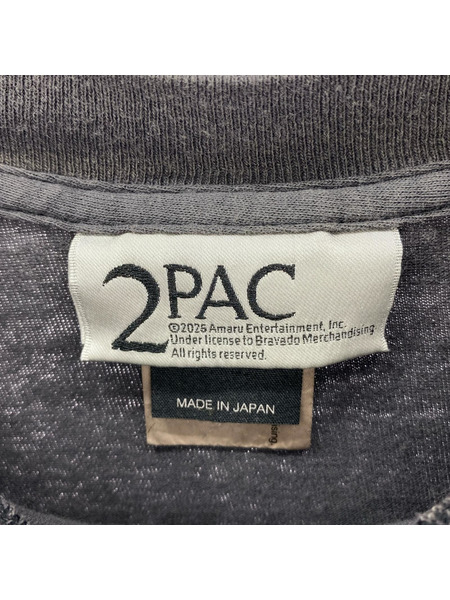 2PAC
©2025 Amaru Entertainment, Inc.
Under license to Bravado Merchandising.
All rights reserved.
MADE IN JAPAN